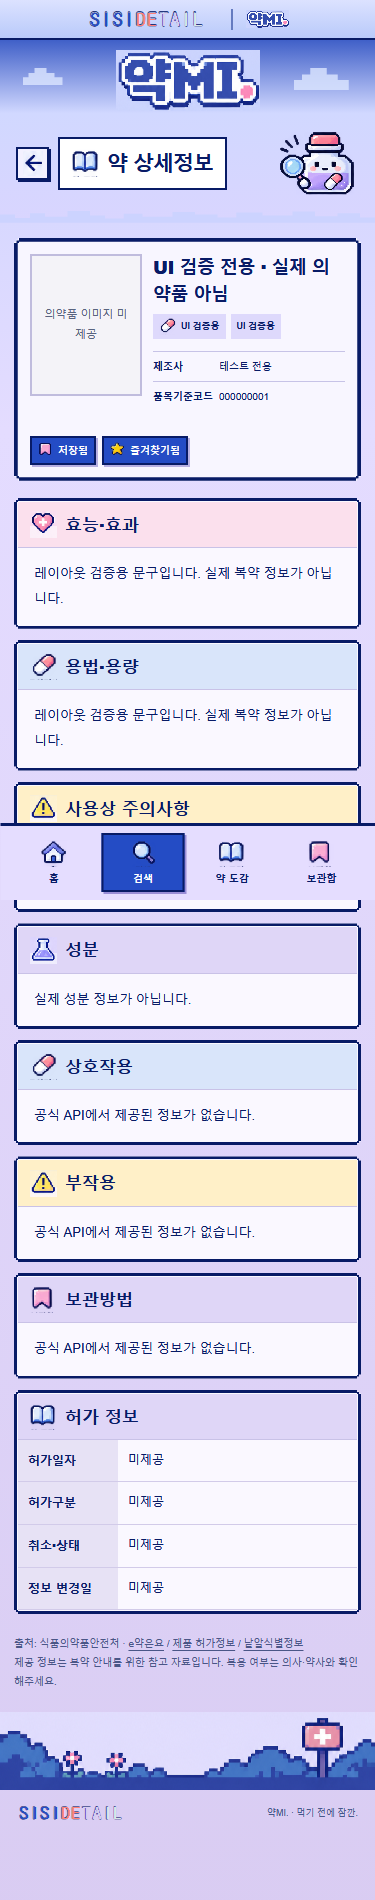 SISIDETAIL 약MI.
약MI.
약 상세정보
의약품 이미지 미
제공
UI 검증 전용 · 실제 의
약품 아님
UI 검증용 UI 검증용
제조사 테스트 전용
품목기준코드 000000001
저장됨 즐겨찾기됨
효능·효과
레이아웃 검증용 문구입니다. 실제 복약 정보가 아닙
니다.
용법·용량
레이아웃 검증용 문구입니다. 실제 복약 정보가 아닙
니다.
사용상 주의사항
홈 검색 약 도감 보관함
성분
실제 성분 정보가 아닙니다.
상호작용
공식 API에서 제공된 정보가 없습니다.
부작용
공식 API에서 제공된 정보가 없습니다.
보관방법
공식 API에서 제공된 정보가 없습니다.
허가 정보
허가일자 미제공
허가구분 미제공
취소·상태 미제공
정보 변경일 미제공
출처: 식품의약품안전처 · e약은요 / 제품 허가정보 / 낱알식별정보
제공 정보는 복약 안내를 위한 참고 자료입니다. 복용 여부는 의사·약사와 확인
해주세요.
SISIDETAIL 약MI. · 먹기 전에 잠깐.